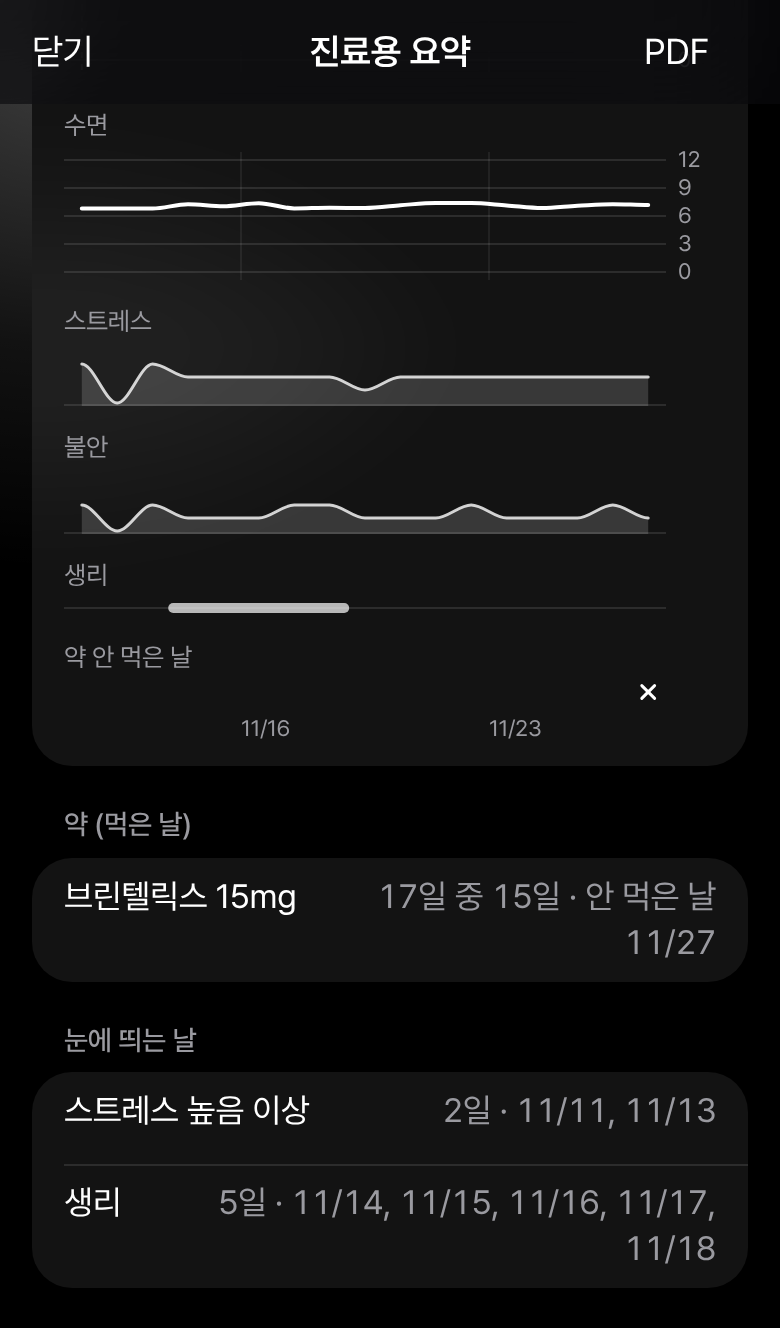 닫기
진료용 요약
PDF
수면
12
9
6
3
0
스트레스
불안
생리
약 안 먹은 날
×
11/16
11/23
약 (먹은 날)
브린텔릭스 15mg
17일 중 15일 · 안 먹은 날
11/27
눈에 띄는 날
스트레스 높음 이상
2일 · 11/11, 11/13
생리
5일 · 11/14, 11/15, 11/16, 11/17,
11/18